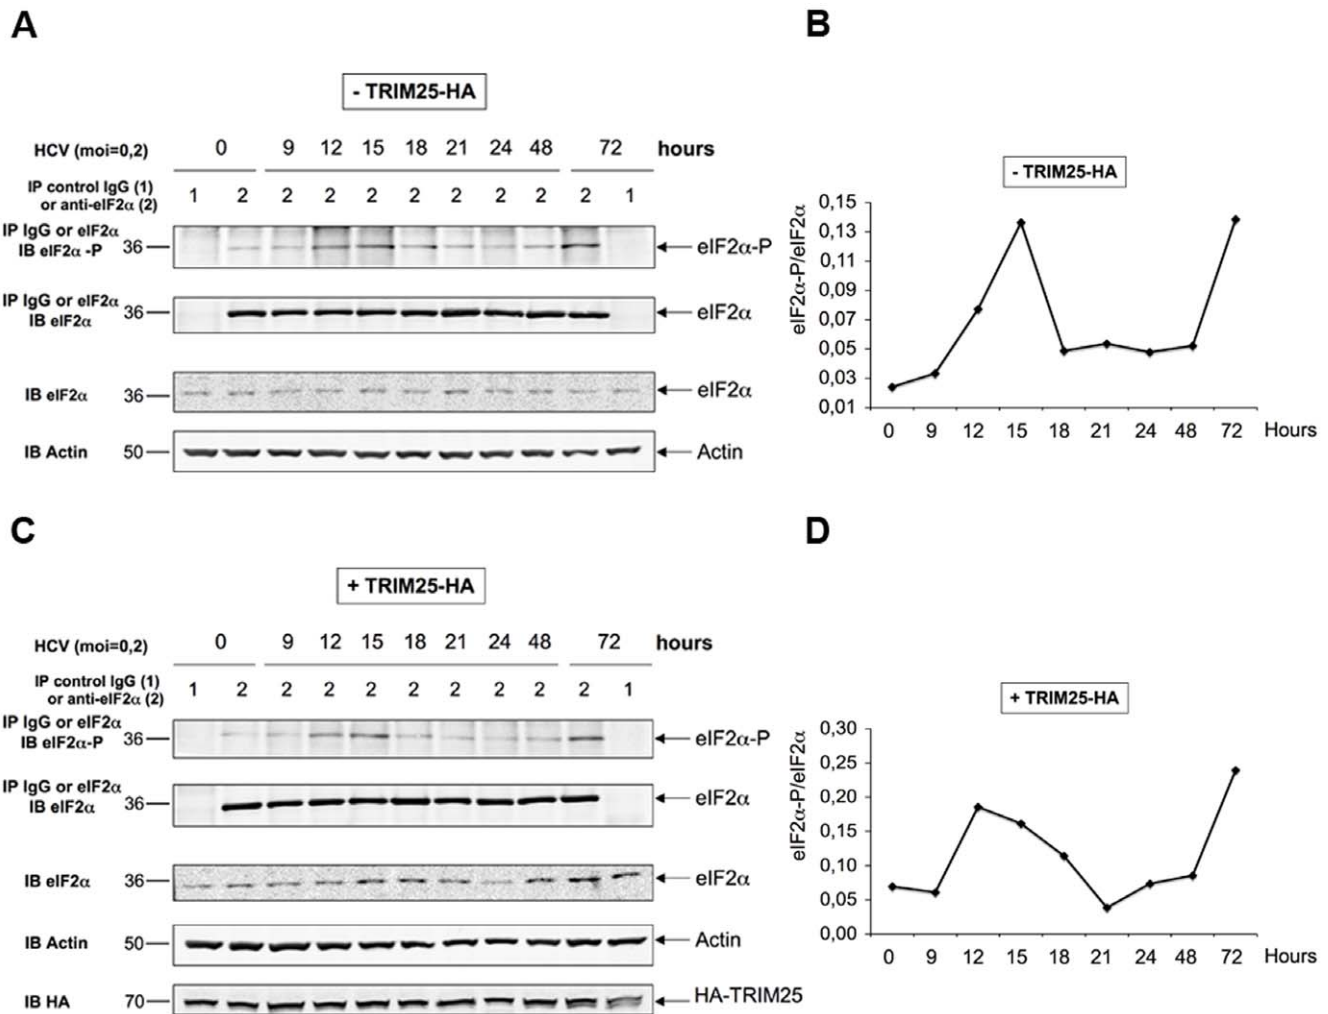 A
- TRIM25-HA
HCV (moi=0,2) 0 9 12 15 18 21 24 48 72 hours
IP control IgG (1)
or anti-eIF2α (2)
1 2 2 2 2 2 2 2 2 2 1
IP IgG or eIF2α
IB eIF2α -P 36 eIF2α-P
IP IgG or eIF2α
IB eIF2α 36 eIF2α
IB eIF2α 36 eIF2α
IB Actin 50 Actin
B
- TRIM25-HA
eIF2α-P/eIF2α
0,15
0,13
0,11
0,09
0,07
0,05
0,03
0,01
0 9 12 15 18 21 24 48 72 Hours
C
+ TRIM25-HA
HCV (moi=0,2) 0 9 12 15 18 21 24 48 72 hours
IP control IgG (1)
or anti-eIF2α (2)
1 2 2 2 2 2 2 2 2 2 1
IP IgG or eIF2α
IB eIF2α-P 36 eIF2α-P
IP IgG or eIF2α
IB eIF2α 36 eIF2α
IB eIF2α 36 eIF2α
IB Actin 50 Actin
IB HA 70 HA-TRIM25
D
+ TRIM25-HA
eIF2α-P/eIF2α
0,30
0,25
0,20
0,15
0,10
0,05
0,00
0 9 12 15 18 21 24 48 72 Hours